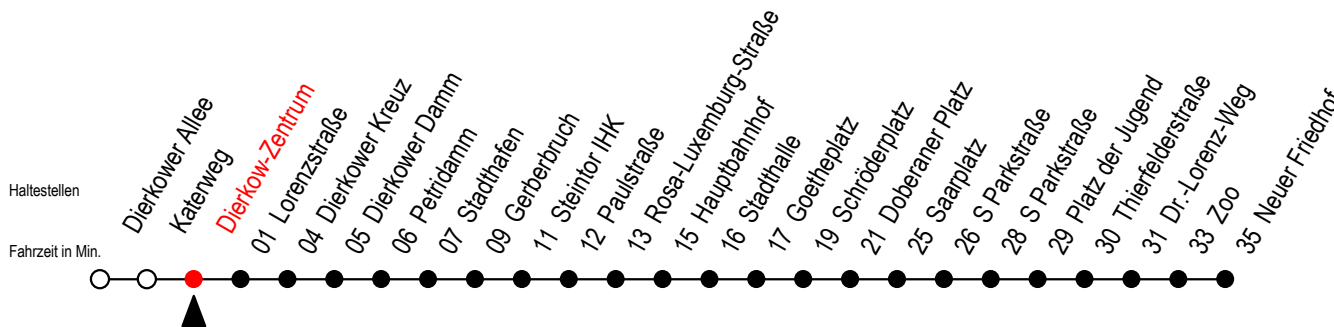 Haltestellen
Fahrzeit in Min.
Dierkower Allee
Katerweg
Dierkow-Zentrum
01 Lorenzstraße
04 Dierkower Kreuz
05 Dierkower Damm
06 Petridamm
07 Stadthafen
09 Gerberbruch
11 Steintor IHK
12 Paulstraße
13 Rosa-Luxemburg-Straße
15 Hauptbahnhof
16 Stadthalle
17 Goetheplatz
19 Schröderplatz
21 Doberaner Platz
25 Saarplatz
26 S Parkstraße
28 S Parkstraße
29 Platz der Jugend
30 Thierfelderstraße
31 Dr.-Lorenz-Weg
33 Zoo
35 Neuer Friedhof